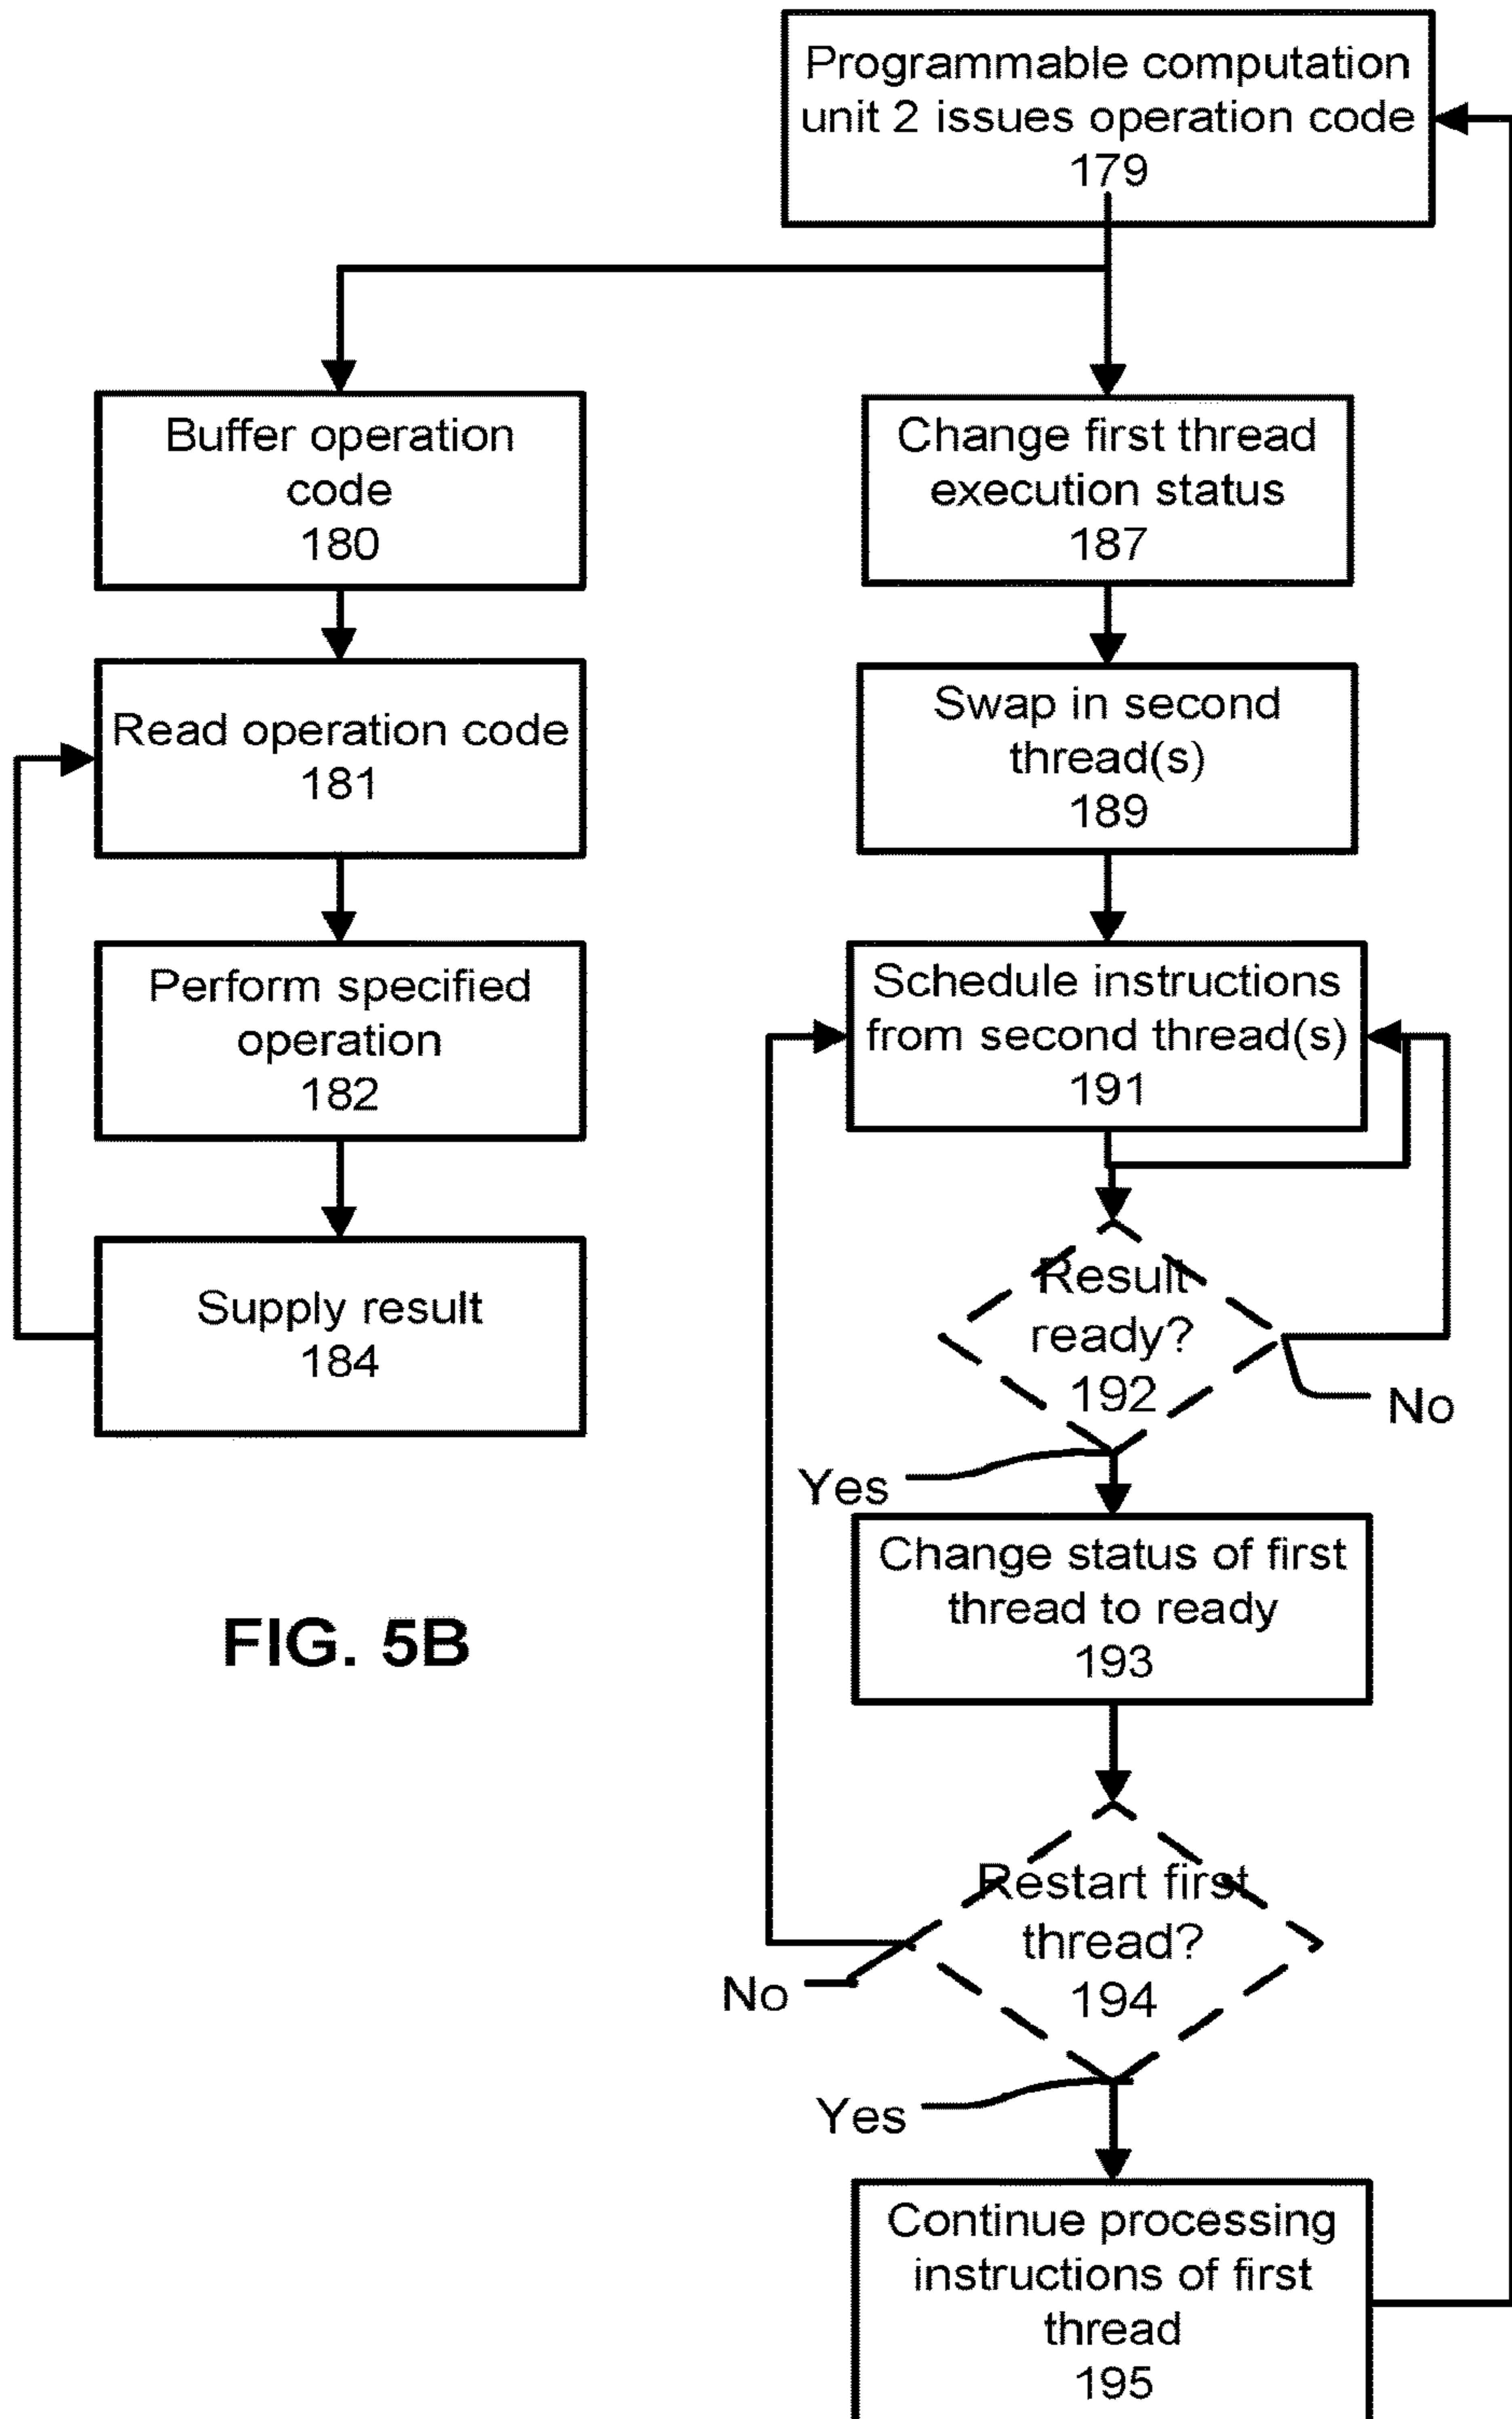 Programmable computation
unit 2 issues operation code
179
Buffer operation
code
180
Change first thread
execution status
187
Read operation code
181
Swap in second
thread(s)
189
Perform specified
operation
182
Schedule instructions
from second thread(s)
191
Supply result
184
Result
ready?
192
No
Yes
Change status of first
thread to ready
193
FIG. 5B
Restart first
thread?
194
No
Yes
Continue processing
instructions of first
thread
195